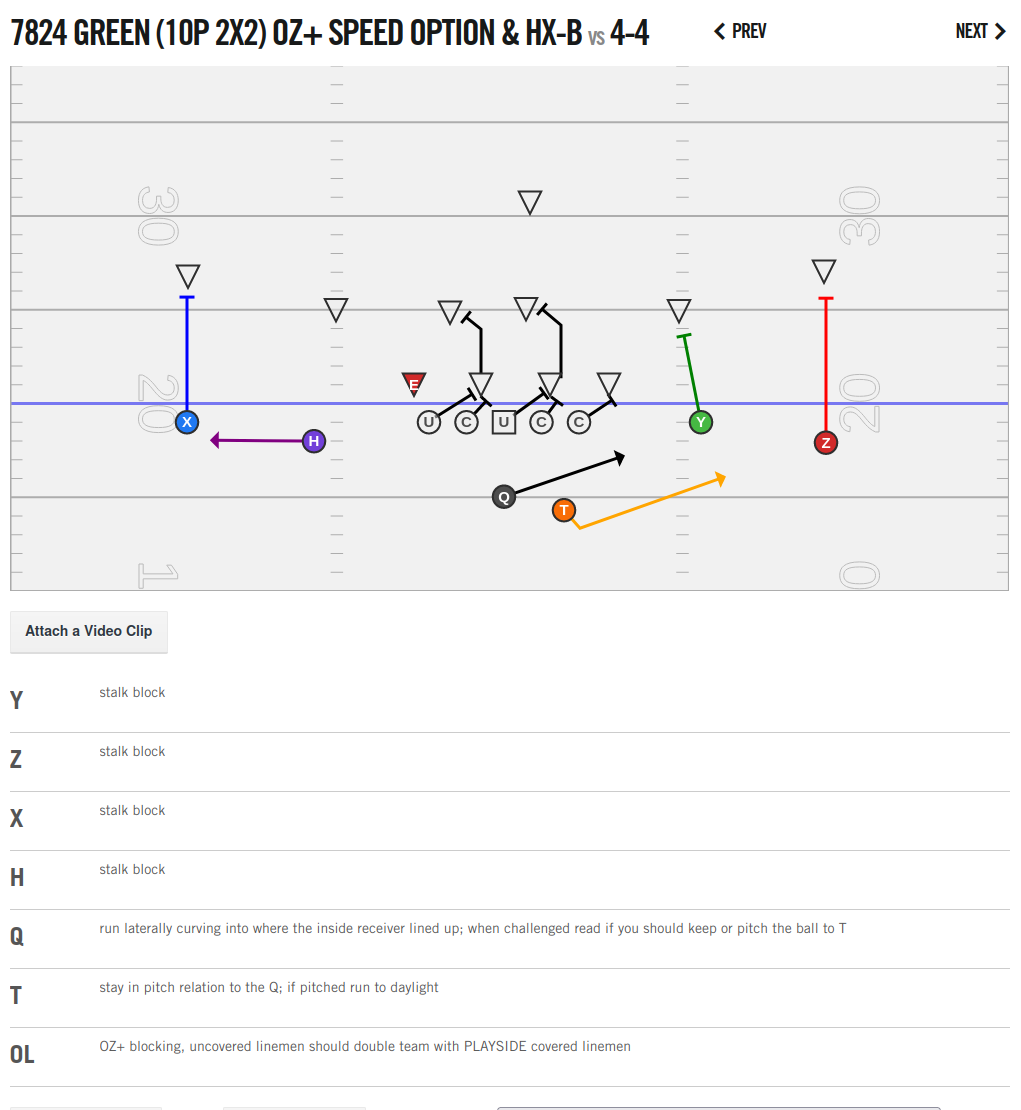 7824 GREEN (10P 2X2) OZ+ SPEED OPTION & HX-B vs 4-4
PREV
NEXT
30
30
20
20
E
X
H
U
C
U
C
C
Y
Z
Q
T
1
0
Attach a Video Clip
Y stalk block
Z stalk block
X stalk block
H stalk block
Q run laterally curving into where the inside receiver lined up; when challenged read if you should keep or pitch the ball to T
T stay in pitch relation to the Q; if pitched run to daylight
OL OZ+ blocking, uncovered linemen should double team with PLAYSIDE covered linemen